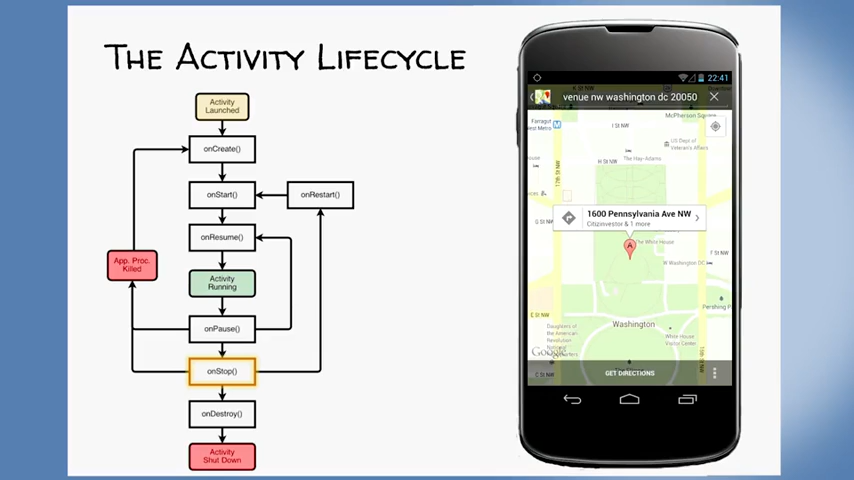 THE ACTIVITY LIFECYCLE
Activity
Launched
onCreate()
onStart()
onRestart()
onResume()
App. Proc.
Killed
Activity
Running
onPause()
onStop()
onDestroy()
Activity
Shut Down
22:41
venue nw washington dc 20050
McPherson Square
Farragut
West Metro
I St NW
US Dept of
Veteran's Affairs
The Hay-Adams
H St NW
17th St NW
G St NW
1600 Pennsylvania Ave NW
Citizinvestor & 1 more
The White House
A
F St NW
W Washington DC
E St NW
Pershing
Washington
Daughters of
the American
Revolution
White House
Visitor Center
15th St NW
Google
GET DIRECTIONS